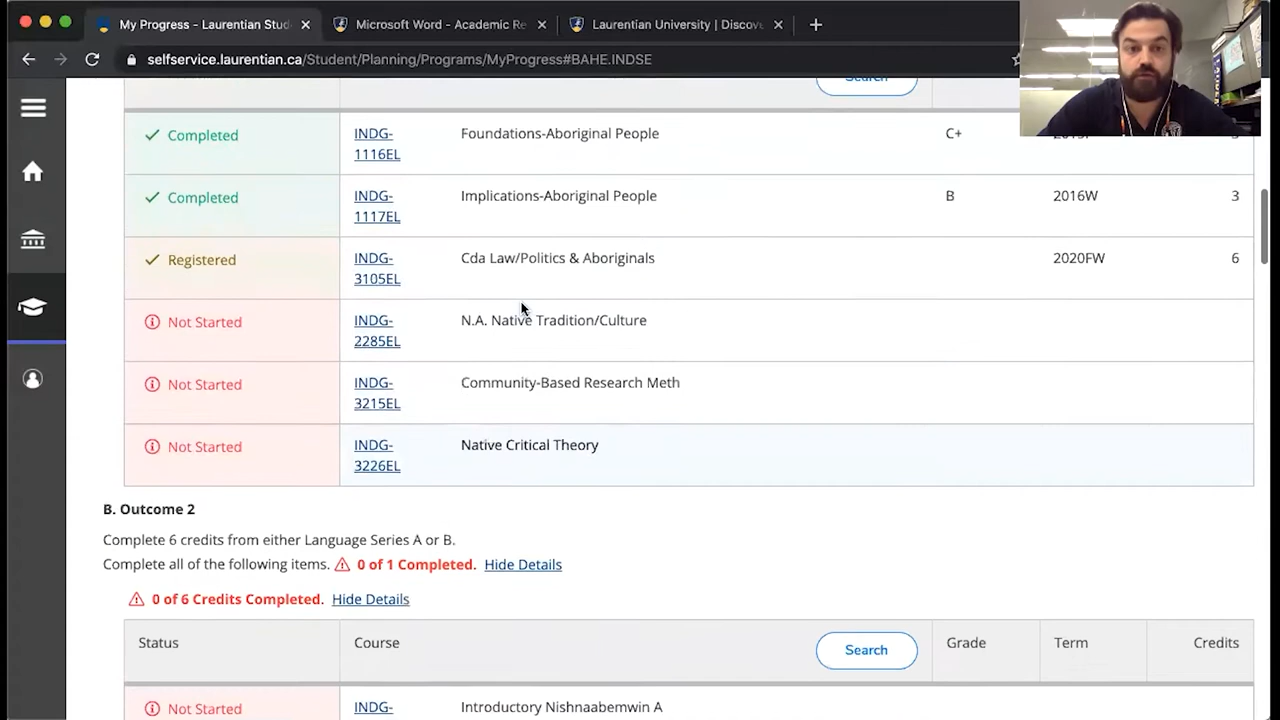 My Progress - Laurentian Stud
Microsoft Word - Academic Re
Laurentian University | Discov
selfservice.laurentian.ca/Student/Planning/Programs/MyProgress#BAHE.INDSE
Search
Completed INDG-1116EL Foundations-Aboriginal People C+
Completed INDG-1117EL Implications-Aboriginal People B 2016W 3
Registered INDG-3105EL Cda Law/Politics & Aboriginals 2020FW 6
Not Started INDG-2285EL N.A. Native Tradition/Culture
Not Started INDG-3215EL Community-Based Research Meth
Not Started INDG-3226EL Native Critical Theory
B. Outcome 2
Complete 6 credits from either Language Series A or B.
Complete all of the following items. 0 of 1 Completed. Hide Details
0 of 6 Credits Completed. Hide Details
Status Course Search Grade Term Credits
Not Started INDG- Introductory Nishnaabemwin A